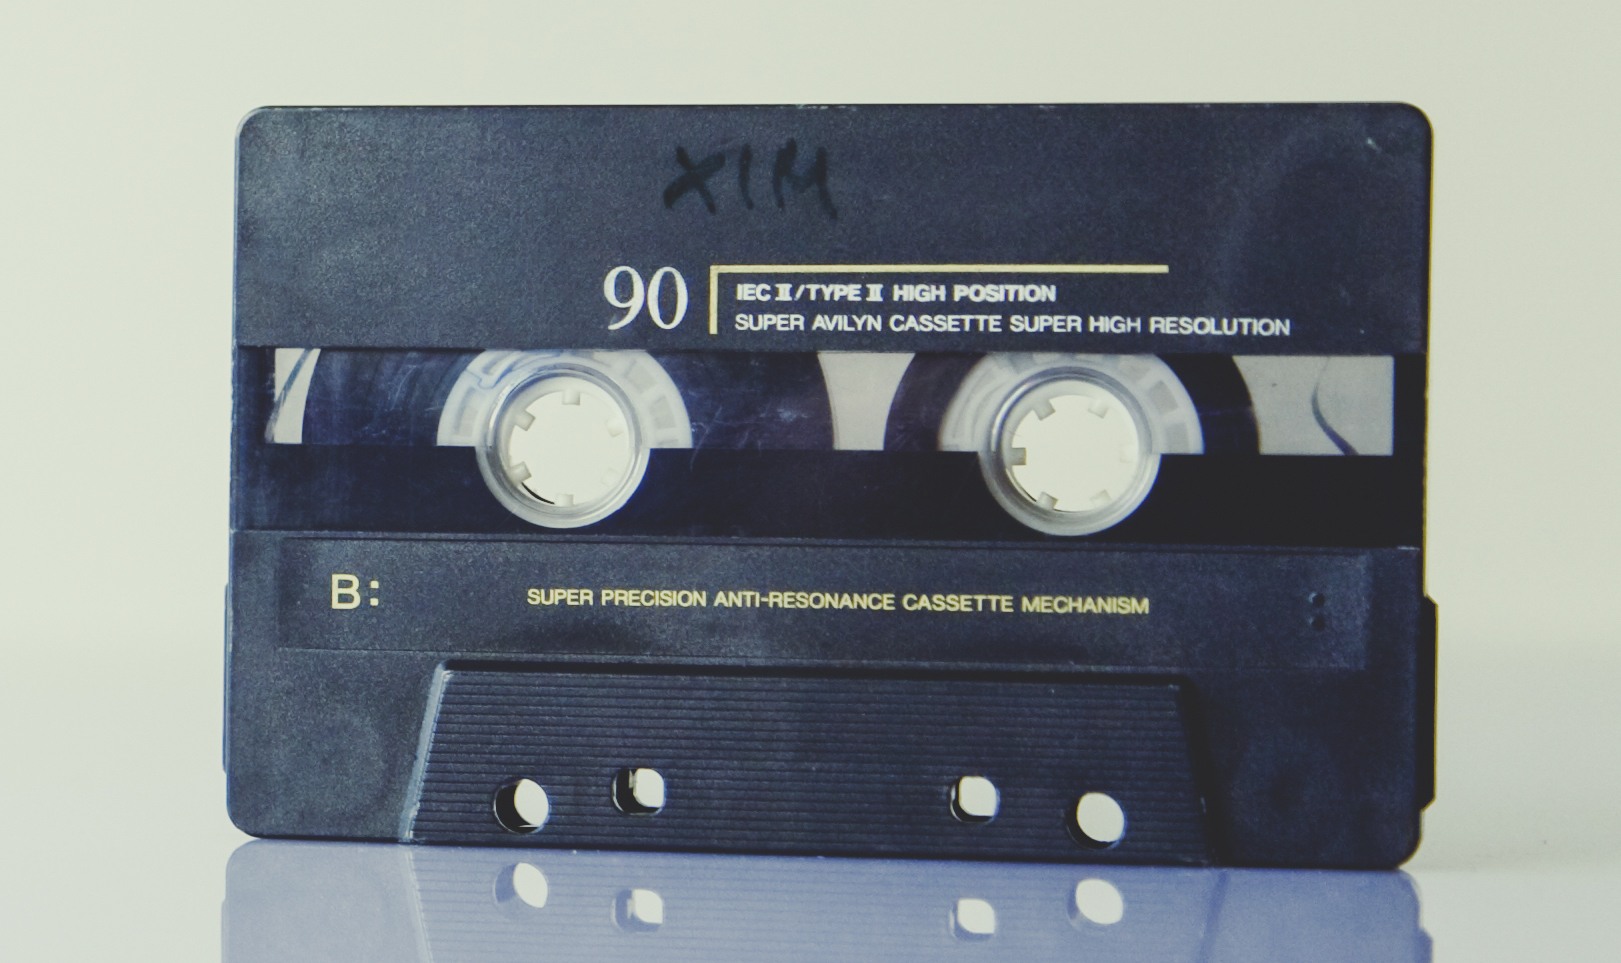 XIM
90
IEC II/TYPE II HIGH POSITION
SUPER AVILYN CASSETTE SUPER HIGH RESOLUTION
B:
SUPER PRECISION ANTI-RESONANCE CASSETTE MECHANISM